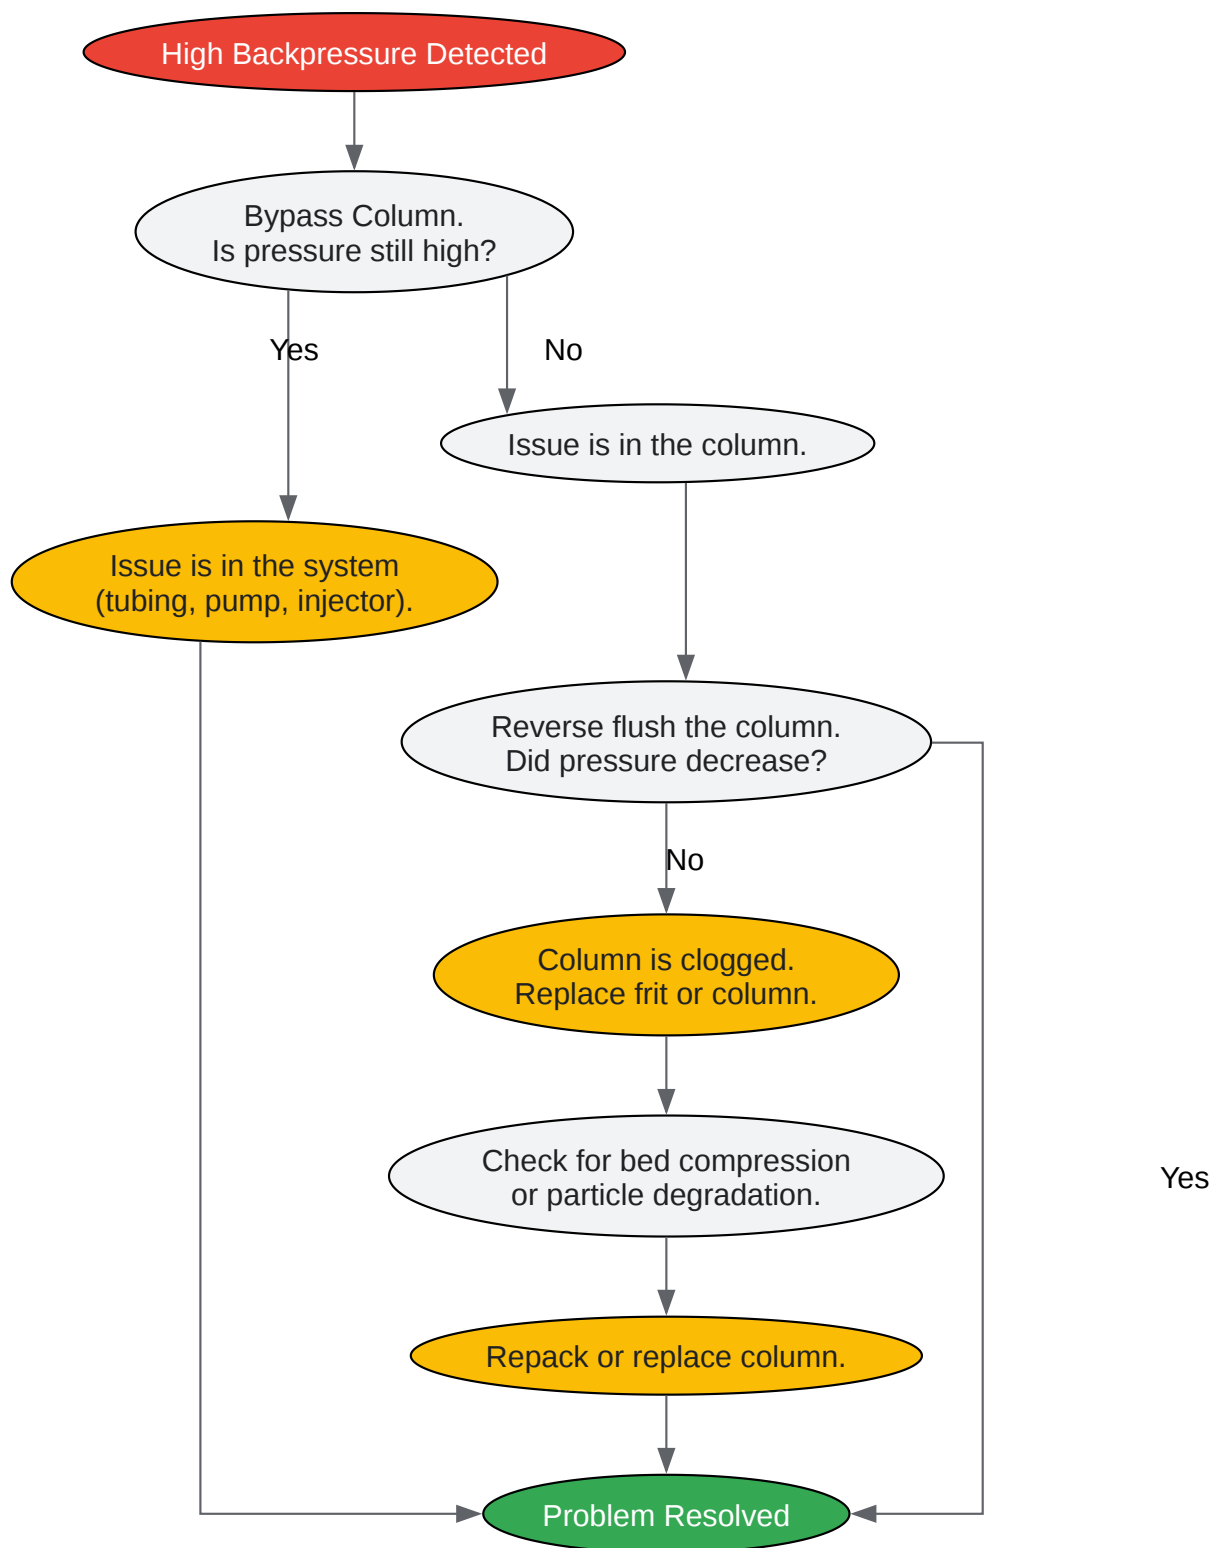 High Backpressure Detected
Bypass Column.
Is pressure still high?
Yes
No
Issue is in the column.
Issue is in the system
(tubing, pump, injector).
Reverse flush the column.
Did pressure decrease?
No
Column is clogged.
Replace frit or column.
Check for bed compression
or particle degradation.
Yes
Repack or replace column.
Problem Resolved